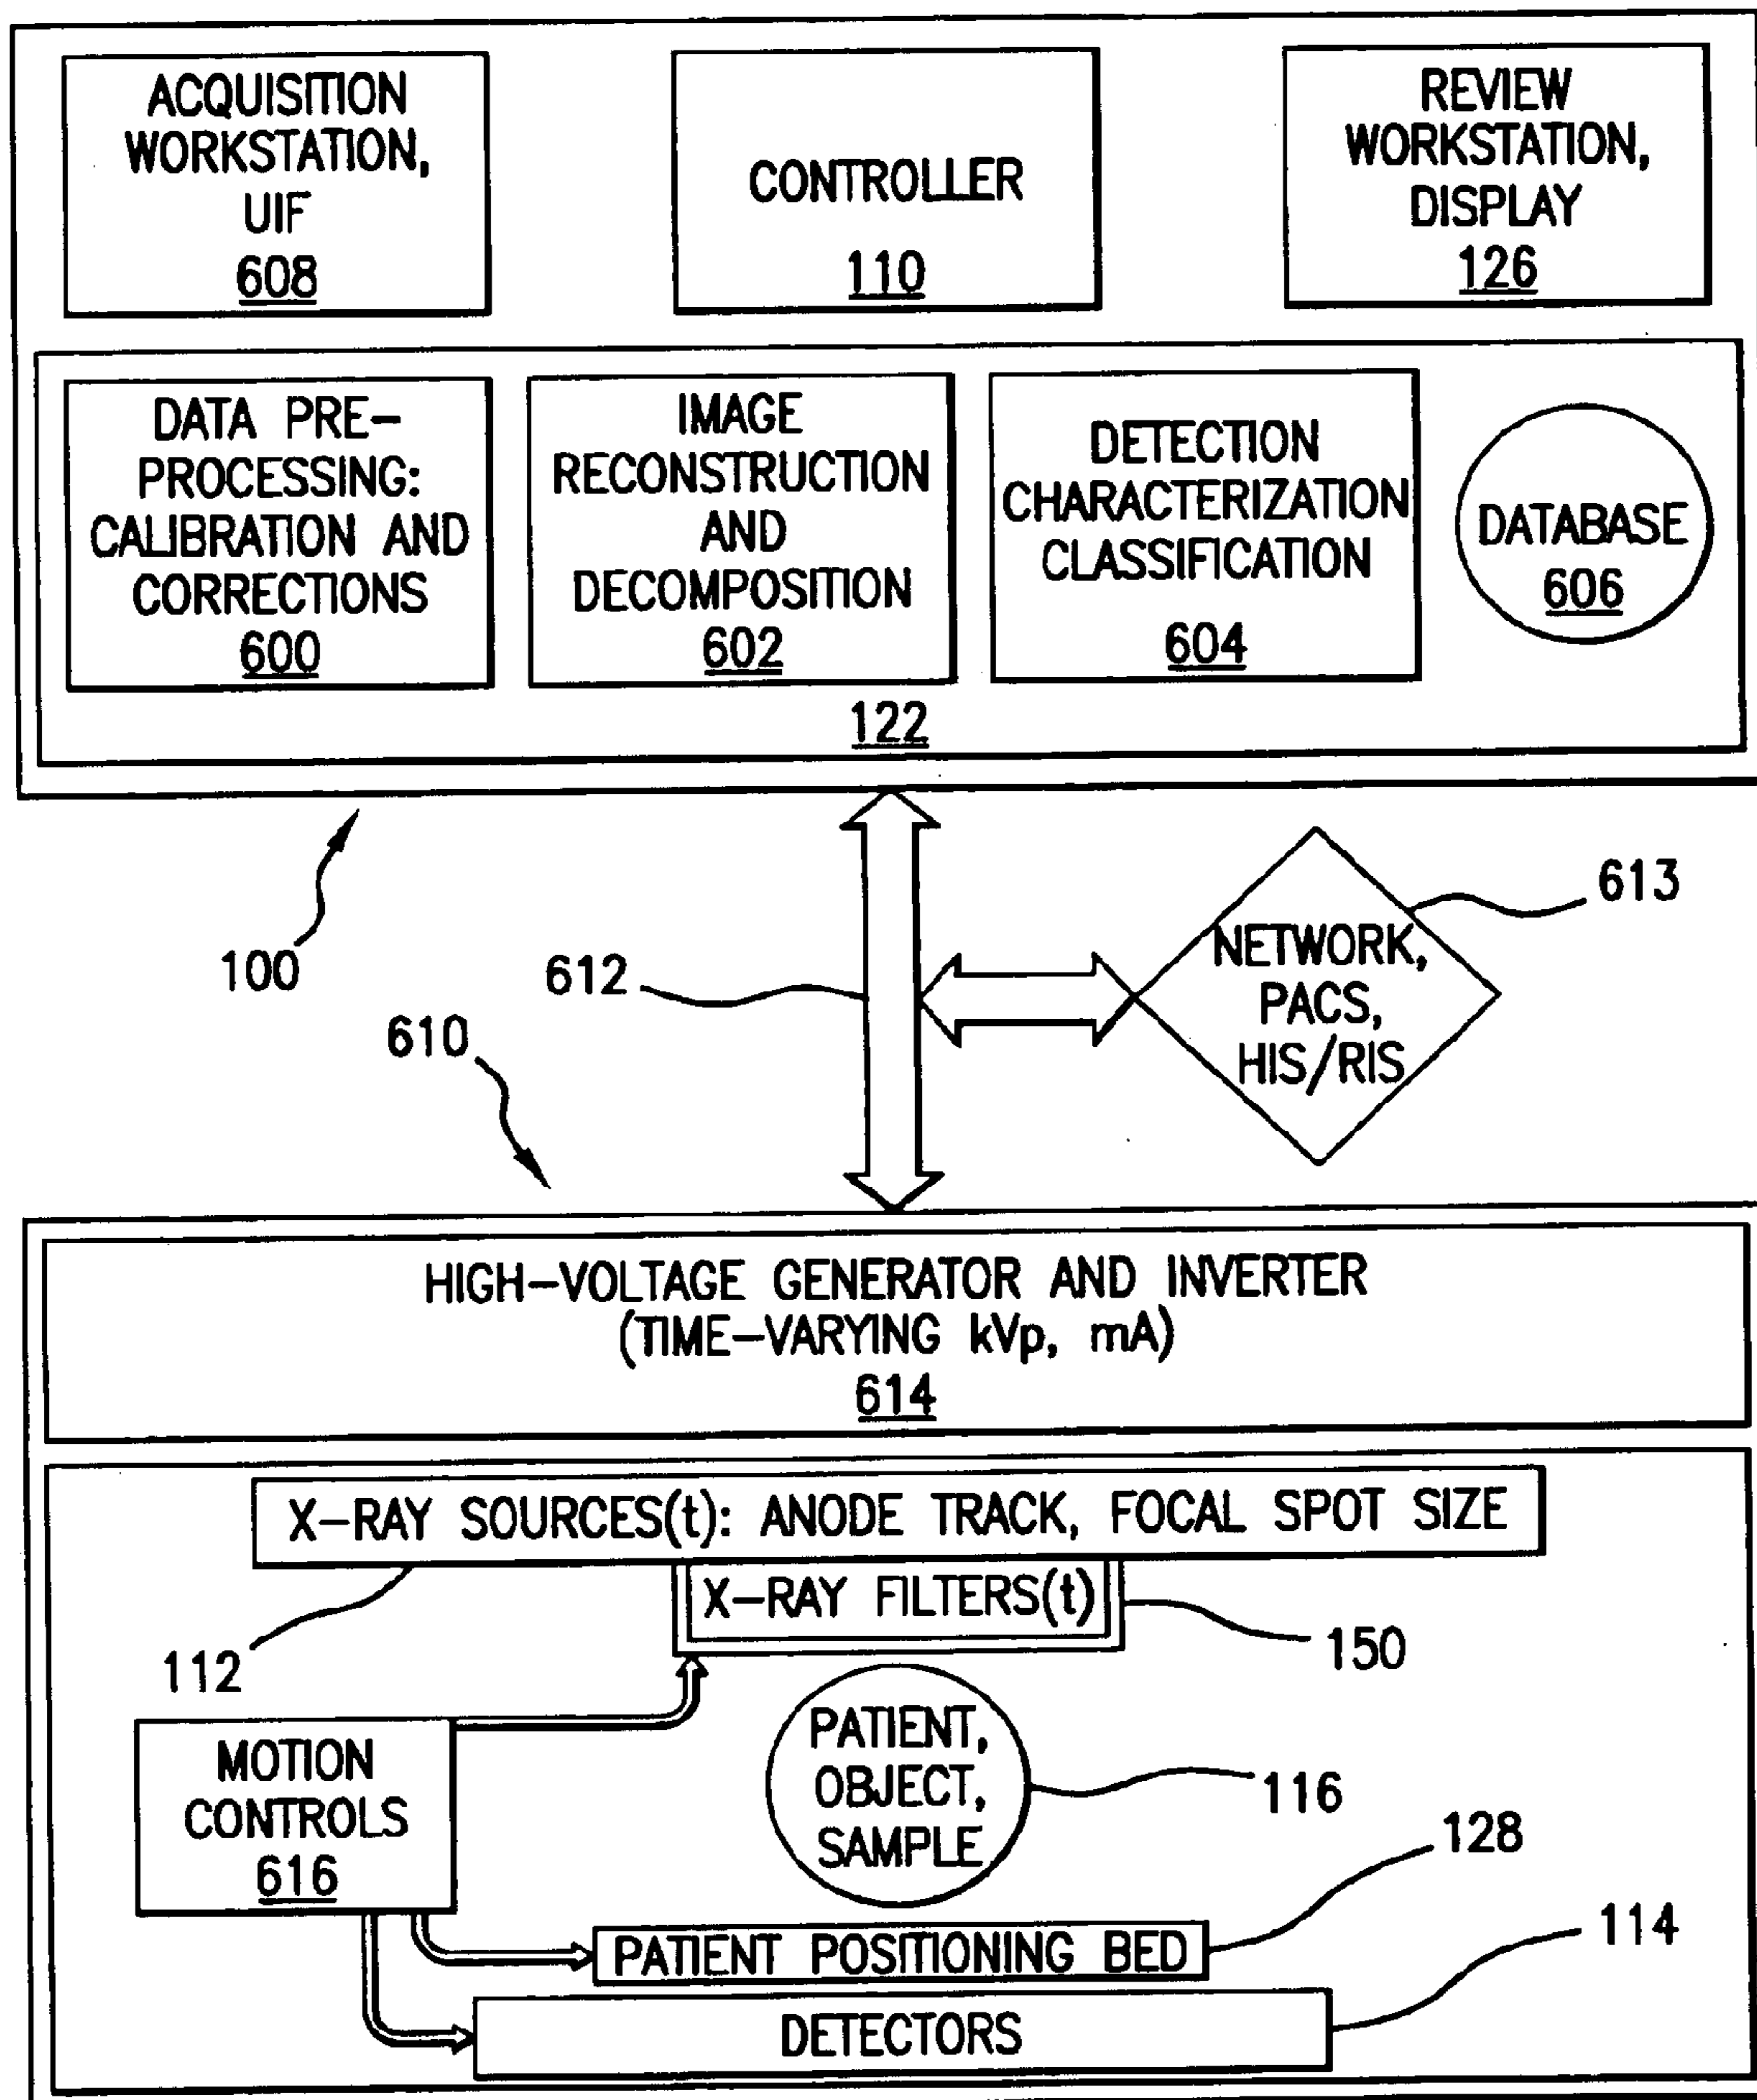 ACQUISITION
WORKSTATION,
UIF
608
CONTROLLER
110
REVIEW
WORKSTATION,
DISPLAY
126
DATA PRE-
PROCESSING:
CALIBRATION AND
CORRECTIONS
600
IMAGE
RECONSTRUCTION
AND
DECOMPOSITION
602
DETECTION
CHARACTERIZATION
CLASSIFICATION
604
DATABASE
606
122
100
612
613
NETWORK,
PACS,
HIS/RIS
610
HIGH-VOLTAGE GENERATOR AND INVERTER
(TIME-VARYING kVp, mA)
614
X-RAY SOURCES(t): ANODE TRACK, FOCAL SPOT SIZE
X-RAY FILTERS(t)
112
150
MOTION
CONTROLS
616
PATIENT,
OBJECT,
SAMPLE
116
128
PATIENT POSITIONING BED
114
DETECTORS